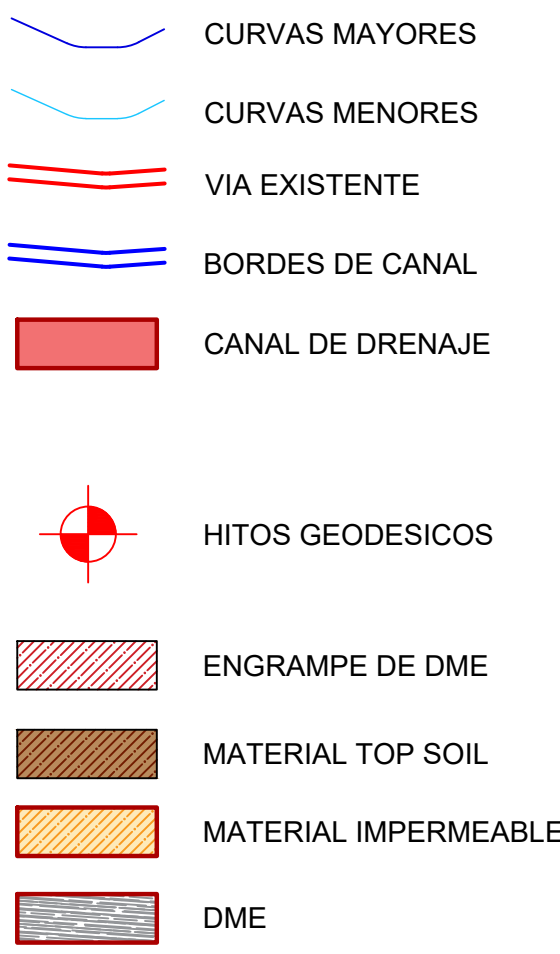 CURVAS MAYORES
CURVAS MENORES
VIA EXISTENTE
BORDES DE CANAL
CANAL DE DRENAJE
HITOS GEODESICOS
ENGRAMPE DE DME
MATERIAL TOP SOIL
MATERIAL IMPERMEABLE
DME